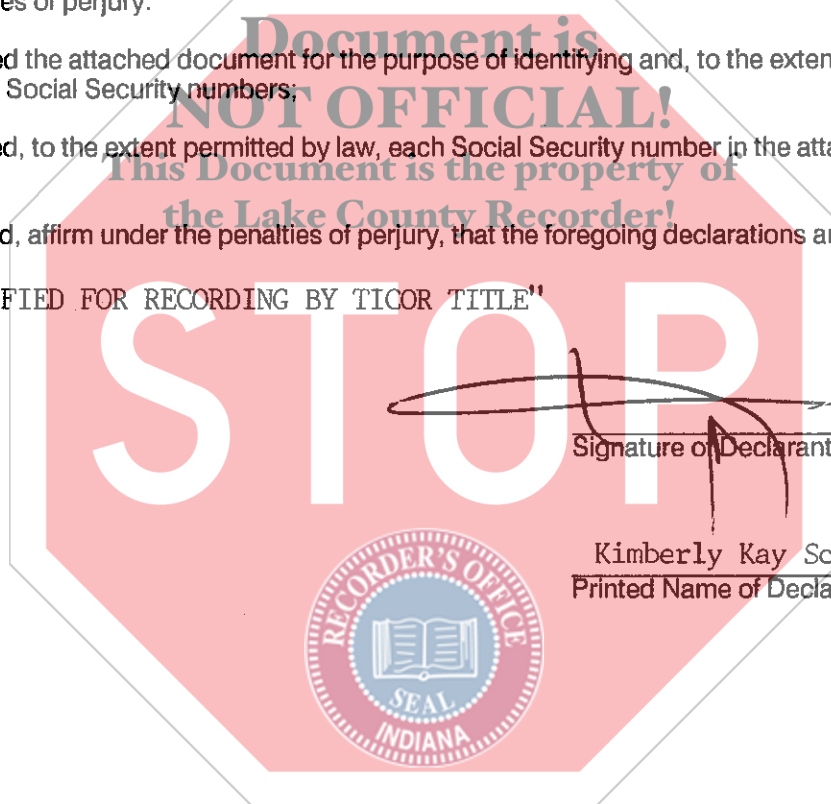 es of perjury.
Document is
ed the attached document for the purpose of identifying and, to the exten
Social Security numbers;
NOT OFFICIAL!
ed, to the extent permitted by law, each Social Security number in the atta
This Document is the property of
the Lake County Recorder!
d, affirm under the penalties of perjury, that the foregoing declarations ar
FIED FOR RECORDING BY TICOR TITLE"
STOP
Signature of Declarant
Kimberly Kay Sc
Printed Name of Decla
RECORDER'S OFFICE
SEAL
INDIANA